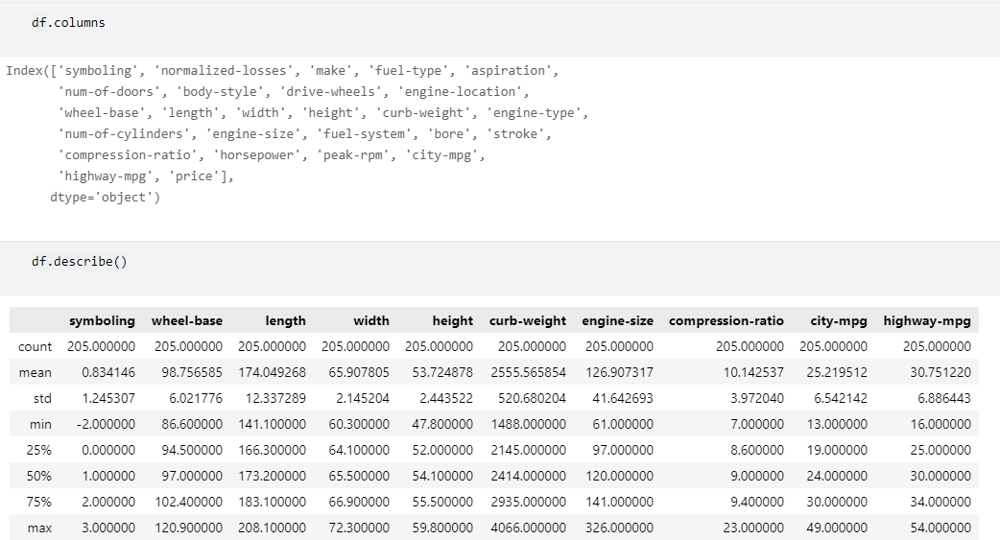 df.columns
Index(['symboling', 'normalized-losses', 'make', 'fuel-type', 'aspiration',
'num-of-doors', 'body-style', 'drive-wheels', 'engine-location',
'wheel-base', 'length', 'width', 'height', 'curb-weight', 'engine-type',
'num-of-cylinders', 'engine-size', 'fuel-system', 'bore', 'stroke',
'compression-ratio', 'horsepower', 'peak-rpm', 'city-mpg',
'highway-mpg', 'price'],
dtype='object')
df.describe()
symboling wheel-base length width height curb-weight engine-size compression-ratio city-mpg highway-mpg
count 205.000000 205.000000 205.000000 205.000000 205.000000 205.000000 205.000000 205.000000 205.000000 205.000000
mean 0.834146 98.756585 174.049268 65.907805 53.724878 2555.565854 126.907317 10.142537 25.219512 30.751220
std 1.245307 6.021776 12.337289 2.145204 2.443522 520.680204 41.642693 3.972040 6.542142 6.886443
min -2.000000 86.600000 141.100000 60.300000 47.800000 1488.000000 61.000000 7.000000 13.000000 16.000000
25% 0.000000 94.500000 166.300000 64.100000 52.000000 2145.000000 97.000000 8.600000 19.000000 25.000000
50% 1.000000 97.000000 173.200000 65.500000 54.100000 2414.000000 120.000000 9.000000 24.000000 30.000000
75% 2.000000 102.400000 183.100000 66.900000 55.500000 2935.000000 141.000000 9.400000 30.000000 34.000000
max 3.000000 120.900000 208.100000 72.300000 59.800000 4066.000000 326.000000 23.000000 49.000000 54.000000